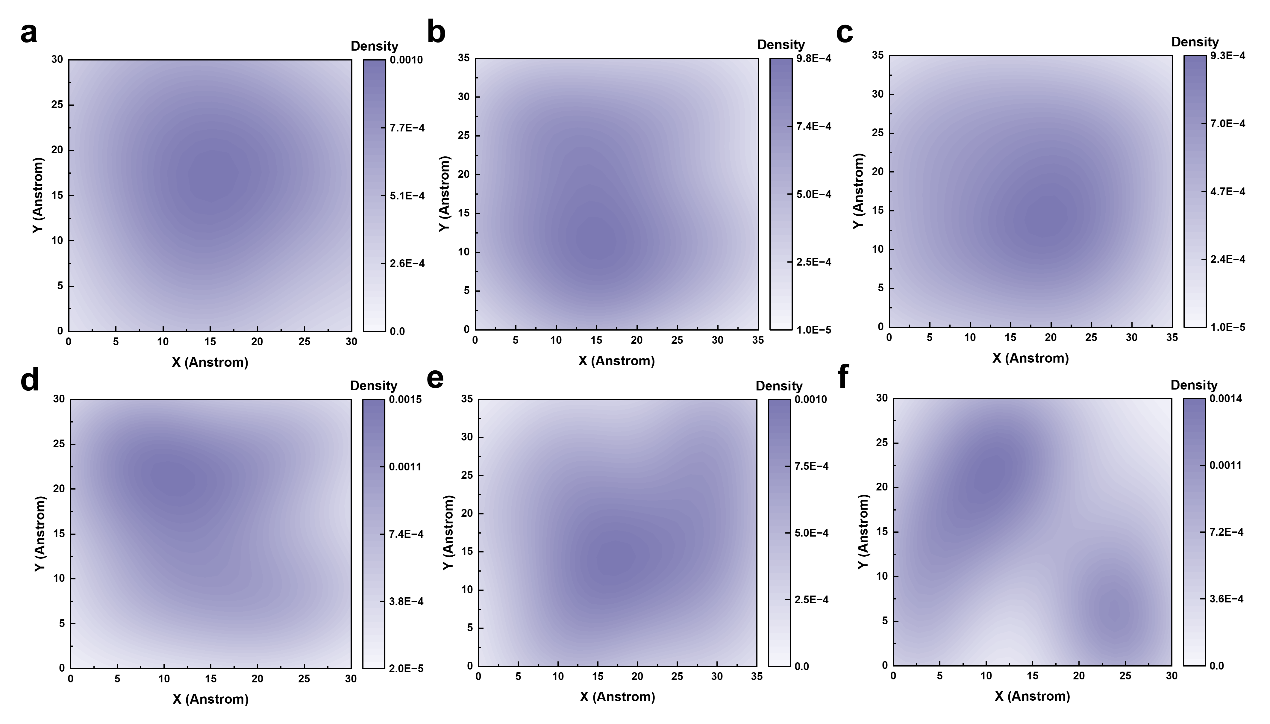 a
Density
30
25
20
15
10
5
0
Y (Anstrom)
0 5 10 15 20 25 30
X (Anstrom)
0.0010
7.7E−4
5.1E−4
2.6E−4
0.0
b
Density
35
30
25
20
15
10
5
0
Y (Anstrom)
0 5 10 15 20 25 30 35
X (Anstrom)
9.8E−4
7.4E−4
5.0E−4
2.5E−4
1.0E−5
c
Density
35
30
25
20
15
10
5
0
Y (Anstrom)
0 5 10 15 20 25 30 35
X (Anstrom)
9.3E−4
7.0E−4
4.7E−4
2.4E−4
1.0E−5
d
Density
30
25
20
15
10
5
0
Y (Anstrom)
0 5 10 15 20 25 30
X (Anstrom)
0.0015
0.0011
7.4E−4
3.8E−4
2.0E−5
e
Density
35
30
25
20
15
10
5
0
Y (Anstrom)
0 5 10 15 20 25 30 35
X (Anstrom)
0.0010
7.5E−4
5.0E−4
2.5E−4
0.0
f
Density
30
25
20
15
10
5
0
Y (Anstrom)
0 5 10 15 20 25 30
X (Anstrom)
0.0014
0.0011
7.2E−4
3.6E−4
0.0